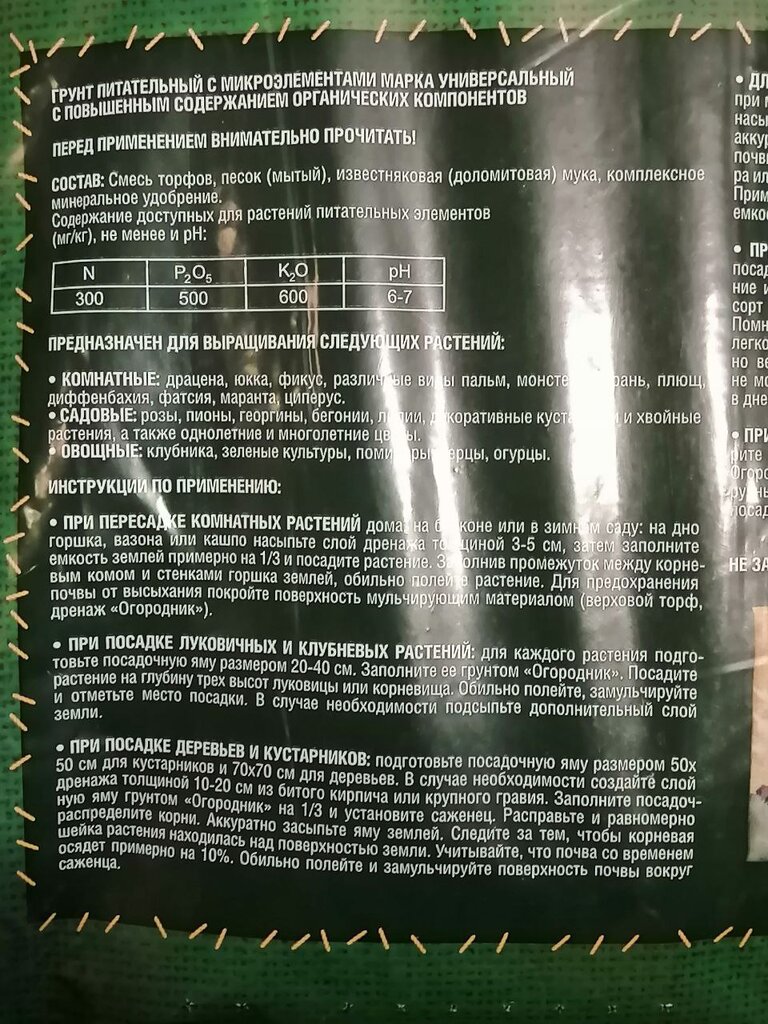 ГРУНТ ПИТАТЕЛЬНЫЙ С МИКРОЭЛЕМЕНТАМИ МАРКА УНИВЕРСАЛЬНЫЙ
С ПОВЫШЕННЫМ СОДЕРЖАНИЕМ ОРГАНИЧЕСКИХ КОМПОНЕНТОВ
ПЕРЕД ПРИМЕНЕНИЕМ ВНИМАТЕЛЬНО ПРОЧИТАТЬ!
СОСТАВ: Смесь торфов, песок (мытый), известняковая (доломитовая) мука, комплексное
минеральное удобрение.
Содержание доступных для растений питательных элементов
(мг/кг), не менее и pH:
N P₂O₅ K₂O pH
300 500 600 6-7
ПРЕДНАЗНАЧЕН ДЛЯ ВЫРАЩИВАНИЯ СЛЕДУЮЩИХ РАСТЕНИЙ:
• КОМНАТНЫЕ: драцена, юкка, фикус, различные виды пальм, плющ,
диффенбахия, фатсия, маранта, циперус.
• САДОВЫЕ: розы, пионы, георгины, бегонии, и хвойные
растения, а также однолетние и многолетние цветы.
• ОВОЩНЫЕ: клубника, зеленые культуры, огурцы.
ИНСТРУКЦИИ ПО ПРИМЕНЕНИЮ:
• ПРИ ПЕРЕСАДКЕ КОМНАТНЫХ РАСТЕНИЙ дома, на балконе или в зимнем саду: на дно
горшка, вазона или кашпо насыпьте слой дренажа толщиной 3-5 см, затем заполните
емкость землей примерно на 1/3 и посадите растение. Заполнив промежуток между корне-
вым комом и стенками горшка землей, обильно полейте растение. Для предохранения
почвы от высыхания покройте поверхность мульчирующим материалом (верховой торф,
дренаж «Огородник»).
• ПРИ ПОСАДКЕ ЛУКОВИЧНЫХ И КЛУБНЕВЫХ РАСТЕНИЙ: для каждого растения подго-
товьте посадочную яму размером 20-40 см. Заполните ее грунтом «Огородник». Посадите
растение на глубину трех высот луковицы или корневища. Обильно полейте, замульчируйте
и отметьте место посадки. В случае необходимости подсыпьте дополнительный слой
земли.
• ПРИ ПОСАДКЕ ДЕРЕВЬЕВ И КУСТАРНИКОВ: подготовьте посадочную яму размером 50х
50 см для кустарников и 70х70 см для деревьев. В случае необходимости создайте слой
дренажа толщиной 10-20 см из битого кирпича или крупного гравия. Заполните посадоч-
ную яму грунтом «Огородник» на 1/3 и установите саженец. Расправьте и равномерно
распределите корни. Аккуратно засыпьте яму землей. Следите за тем, чтобы корневая
шейка растения находилась над поверхностью земли. Учитывайте, что почва со временем
осядет примерно на 10%. Обильно полейте и замульчируйте поверхность почвы вокруг
саженца.